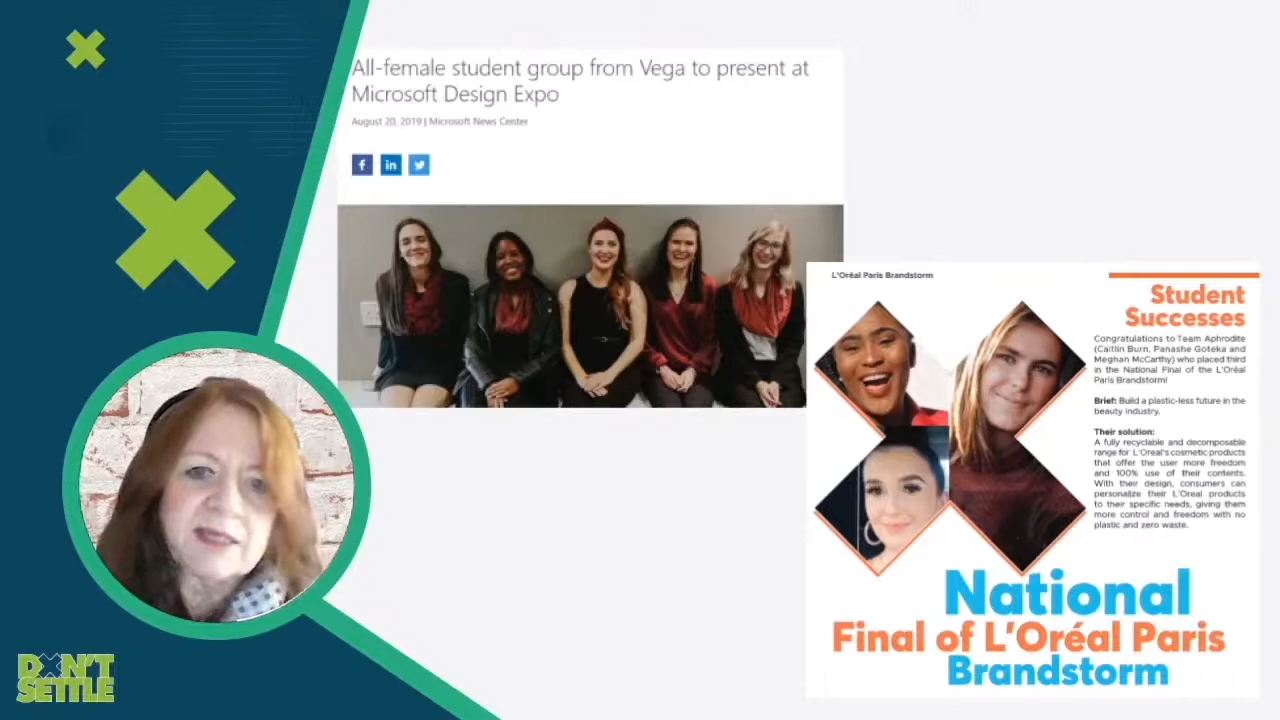 All-female student group from Vega to present at
Microsoft Design Expo
August 20, 2019 | Microsoft News Center
f in
L'Oréal Paris Brandstorm
Student
Successes
Congratulations to Team Aphrodite
(Caitlin Burn, Panashe Goteka and
Meghan McCarthy) who placed third
in the National Final of the L'Oréal
Paris Brandstorm!
Brief: Build a plastic-less future in the
beauty industry.
Their solution:
A fully recyclable and decomposable
range for L'Oreal's cosmetic products
that offer the user more freedom
and 100% use of their contents.
With their design, consumers can
personalize their L'Oreal products
to their specific needs, giving them
more control and freedom with no
plastic and zero waste.
National
Final of L'Oréal Paris
Brandstorm
DON'T
SETTLE